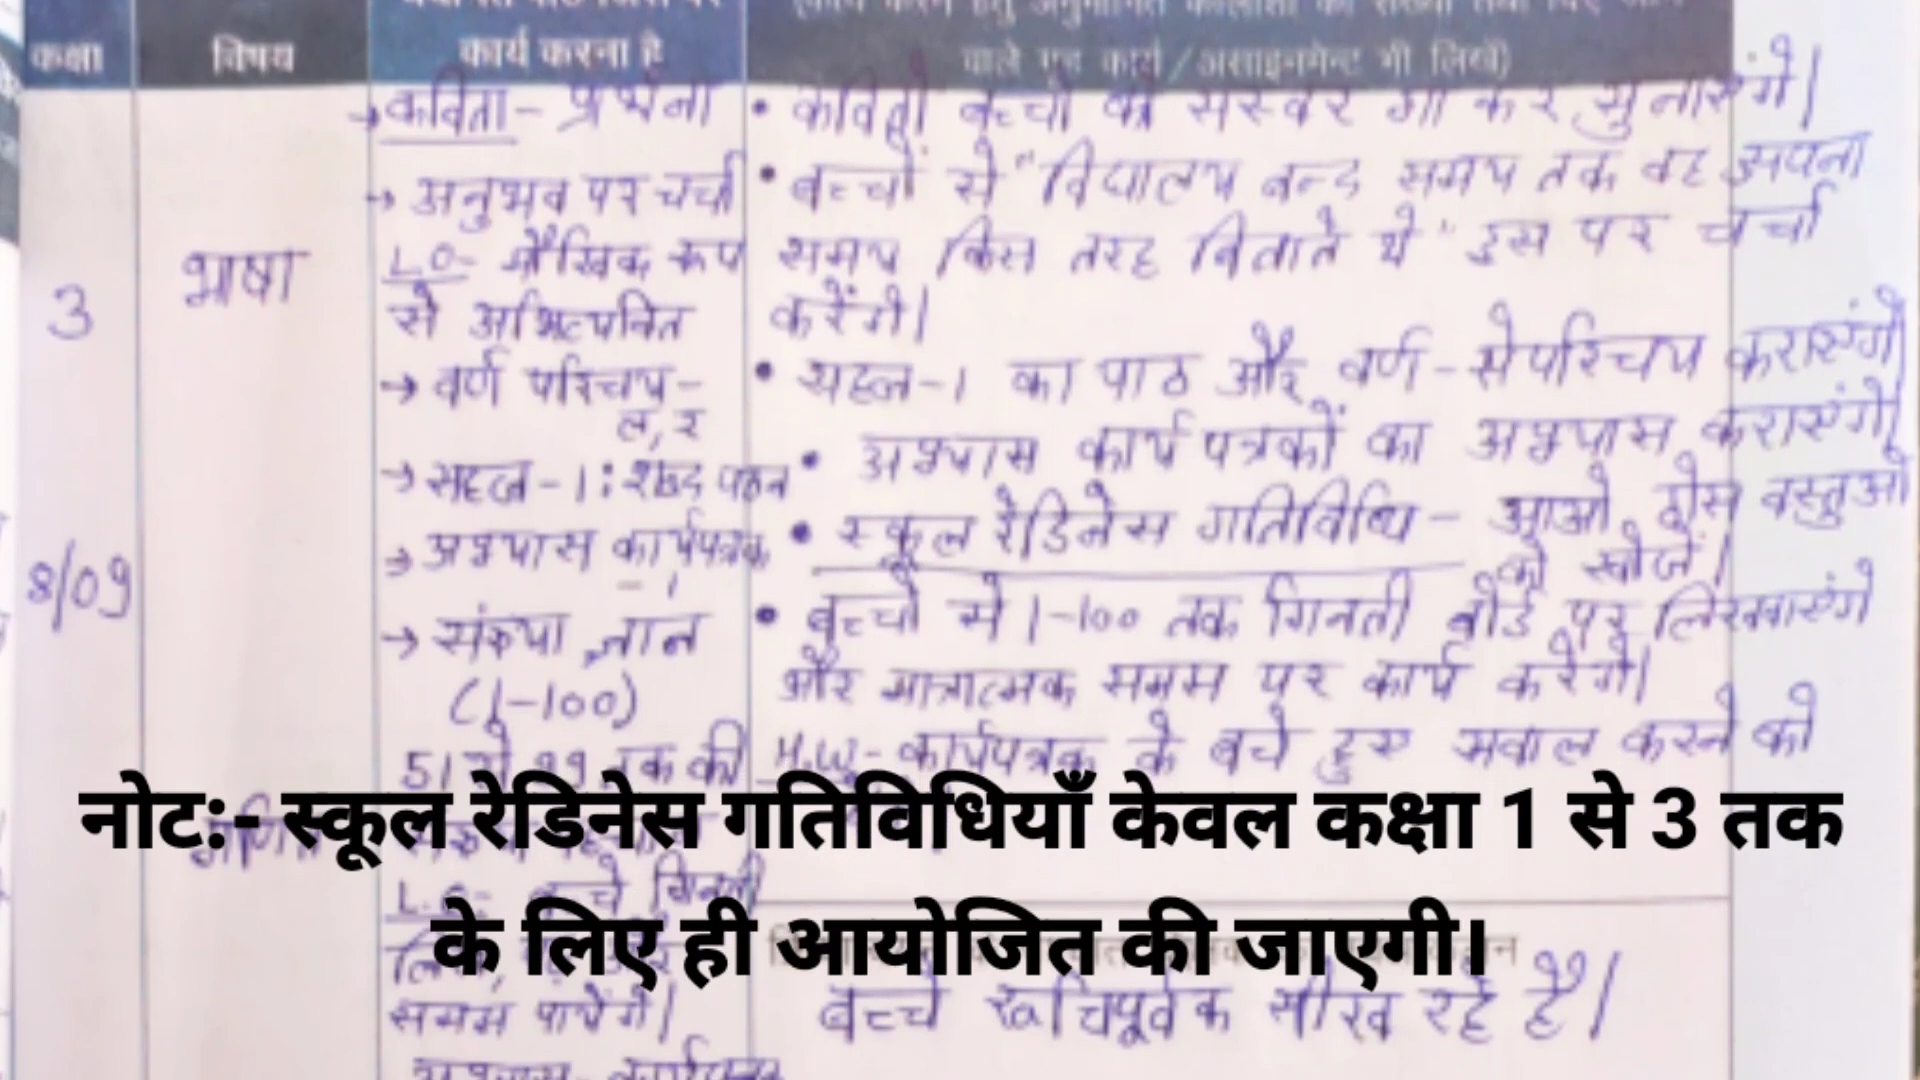 कार्य करना है
कक्षा
विषय
वाले गृह कार्य/असाइनमेन्ट भी लिखें)
3
8/09
भाषा
→ कविता - प्रार्थना
→ अनुभव पर चर्चा
L.O- मौखिक रूप
से अभिव्यक्ति
→ वर्ण परिचय -
ल, र
→ सहज-1: शब्द पठन
→ अभ्यास कार्यपत्रक
- 1
→ संख्या ज्ञान
(1-100)
51 से 99 तक की
L.O-
समझ पायेंगे।
• बच्चों को सस्वर गा कर सुनाएंगे।
• बच्चों से "विद्यालय बन्द समय तक वह अपना
समय किस तरह बिताते थे" इस पर चर्चा
करेंगे।
• सहज-1 का पाठ और वर्ण-से परिचय कराएंगे
• अभ्यास कार्यपत्रकों का अभ्यास कराएंगे।
• स्कूल रेडिनेस गतिविधि - आओ ठोस वस्तुओं
को खोजें।
• बच्चों से 1-100 तक गिनती बोर्ड पर लिखवाएंगे
और मात्रात्मक समझ पर कार्य करेंगे।
H.W- कार्यपत्रक के बचे हुए सवाल करने को
नोट:- स्कूल रेडिनेस गतिविधियाँ केवल कक्षा 1 से 3 तक
के लिए ही आयोजित की जाएगी।
बच्चे रूचिपूर्वक सीख रहे हैं।